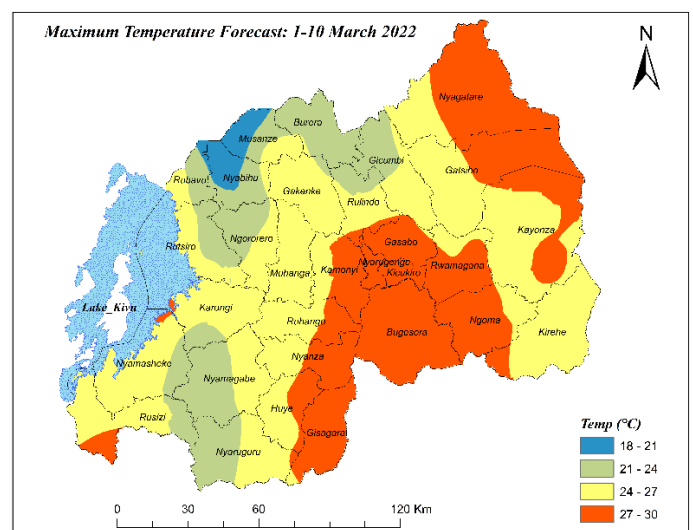 Maximum Temperature Forecast: 1-10 March 2022
N
Nyagatare
Burera
Musanze
Gicumbi
Gatsibo
Nyabihu
Rubavu
Gakenke
Rulindo
Kayonza
Ngororero
Rutsiro
Gasabo
Muhanga
Kamonyi
Nyarugenge
Rwamagana
Kicukiro
Lake_Kivu
Karongi
Ruhango
Ngoma
Bugesera
Kirehe
Nyanza
Nyamasheke
Nyamagabe
Huye
Rusizi
Gisagara
Nyaruguru
Temp (°C)
18 - 21
21 - 24
24 - 27
27 - 30
0 30 60 120 Km